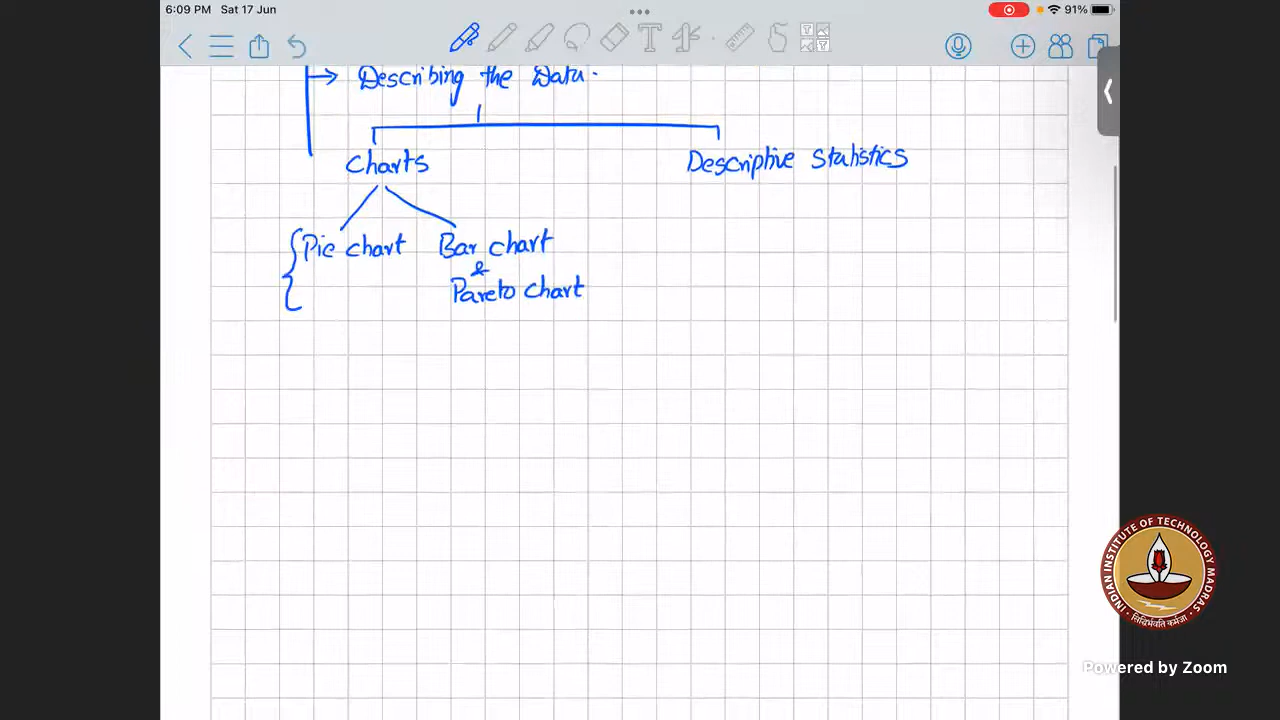 6:09 PM Sat 17 Jun
91%
Describing the Data.
Charts
Descriptive Statistics
Pie chart Bar chart
&
Pareto chart
INDIAN INSTITUTE OF TECHNOLOGY MADRAS
सिद्धिर्भवति कर्मजा
Powered by Zoom